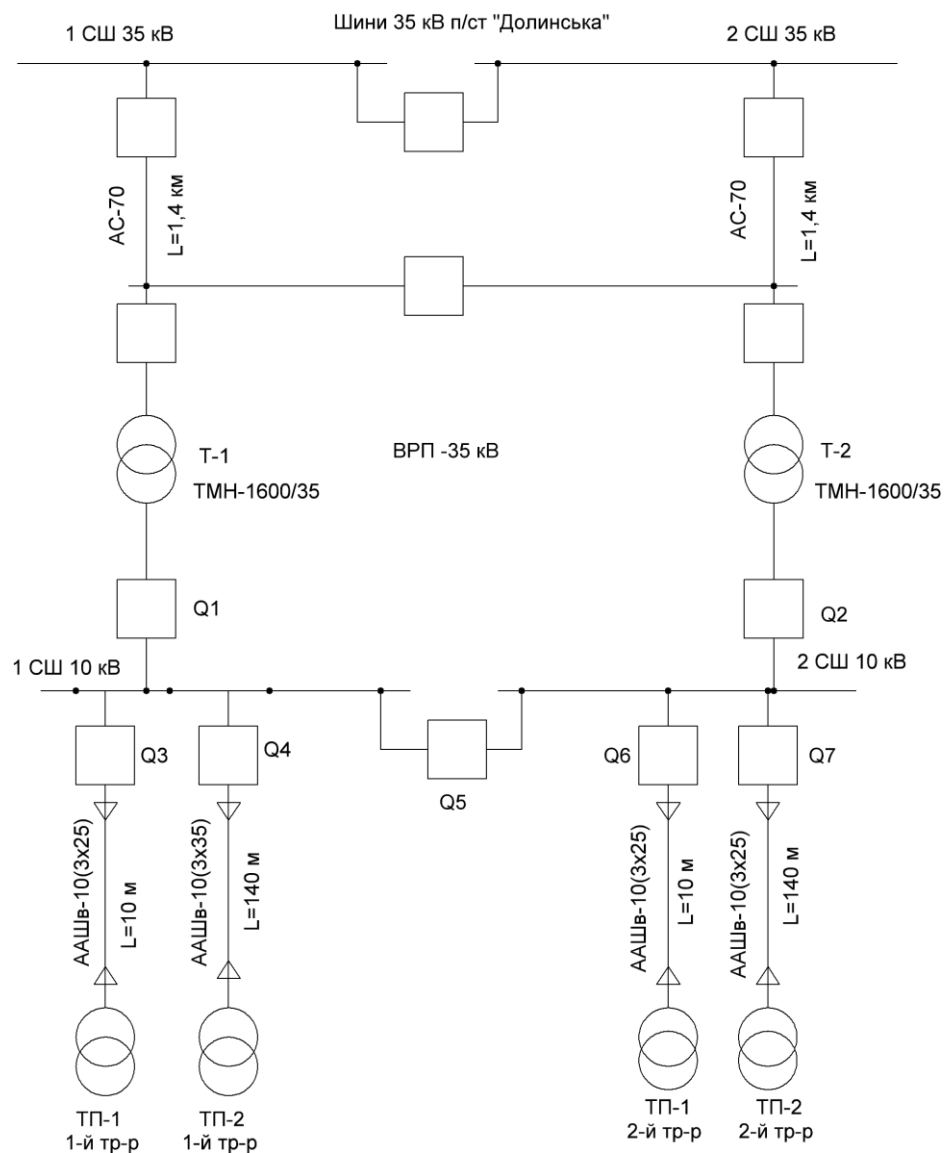 Шини 35 кВ п/ст "Долинська"
1 СШ 35 кВ
2 СШ 35 кВ
АС-70
L=1,4 км
АС-70
L=1,4 км
Т-1
ТМН-1600/35
ВРП -35 кВ
Т-2
ТМН-1600/35
Q1
Q2
1 СШ 10 кВ
2 СШ 10 кВ
Q3
Q4
Q5
Q6
Q7
ААШв-10(3х25)
L=10 м
ААШв-10(3х35)
L=140 м
ААШв-10(3х25)
L=10 м
ААШв-10(3х25)
L=140 м
ТП-1
1-й тр-р
ТП-2
1-й тр-р
ТП-1
2-й тр-р
ТП-2
2-й тр-р